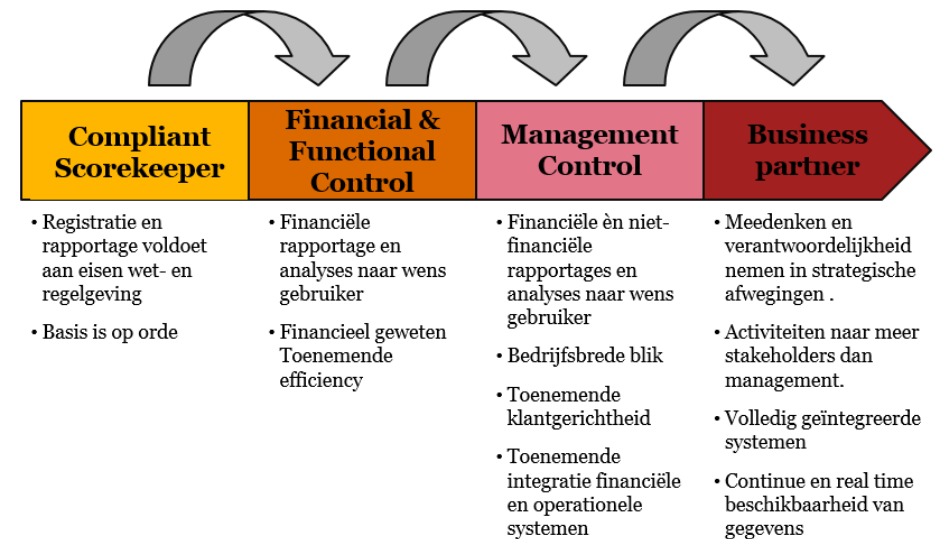 Compliant
Scorekeeper
Financial &
Functional
Control
Management
Control
Business
partner
• Registratie en
rapportage voldoet
aan eisen wet- en
regelgeving
• Basis is op orde
• Financiële
rapportage en
analyses naar wens
gebruiker
• Financieel geweten
Toenemende
efficiency
• Financiële èn niet-
financiële
rapportages en
analyses naar wens
gebruiker
• Bedrijfsbrede blik
• Toenemende
klantgerichtheid
• Toenemende
integratie financiële
en operationele
systemen
• Meedenken en
verantwoordelijkheid
nemen in strategische
afwegingen .
• Activiteiten naar meer
stakeholders dan
management.
• Volledig geïntegreerde
systemen
• Continue en real time
beschikbaarheid van
gegevens